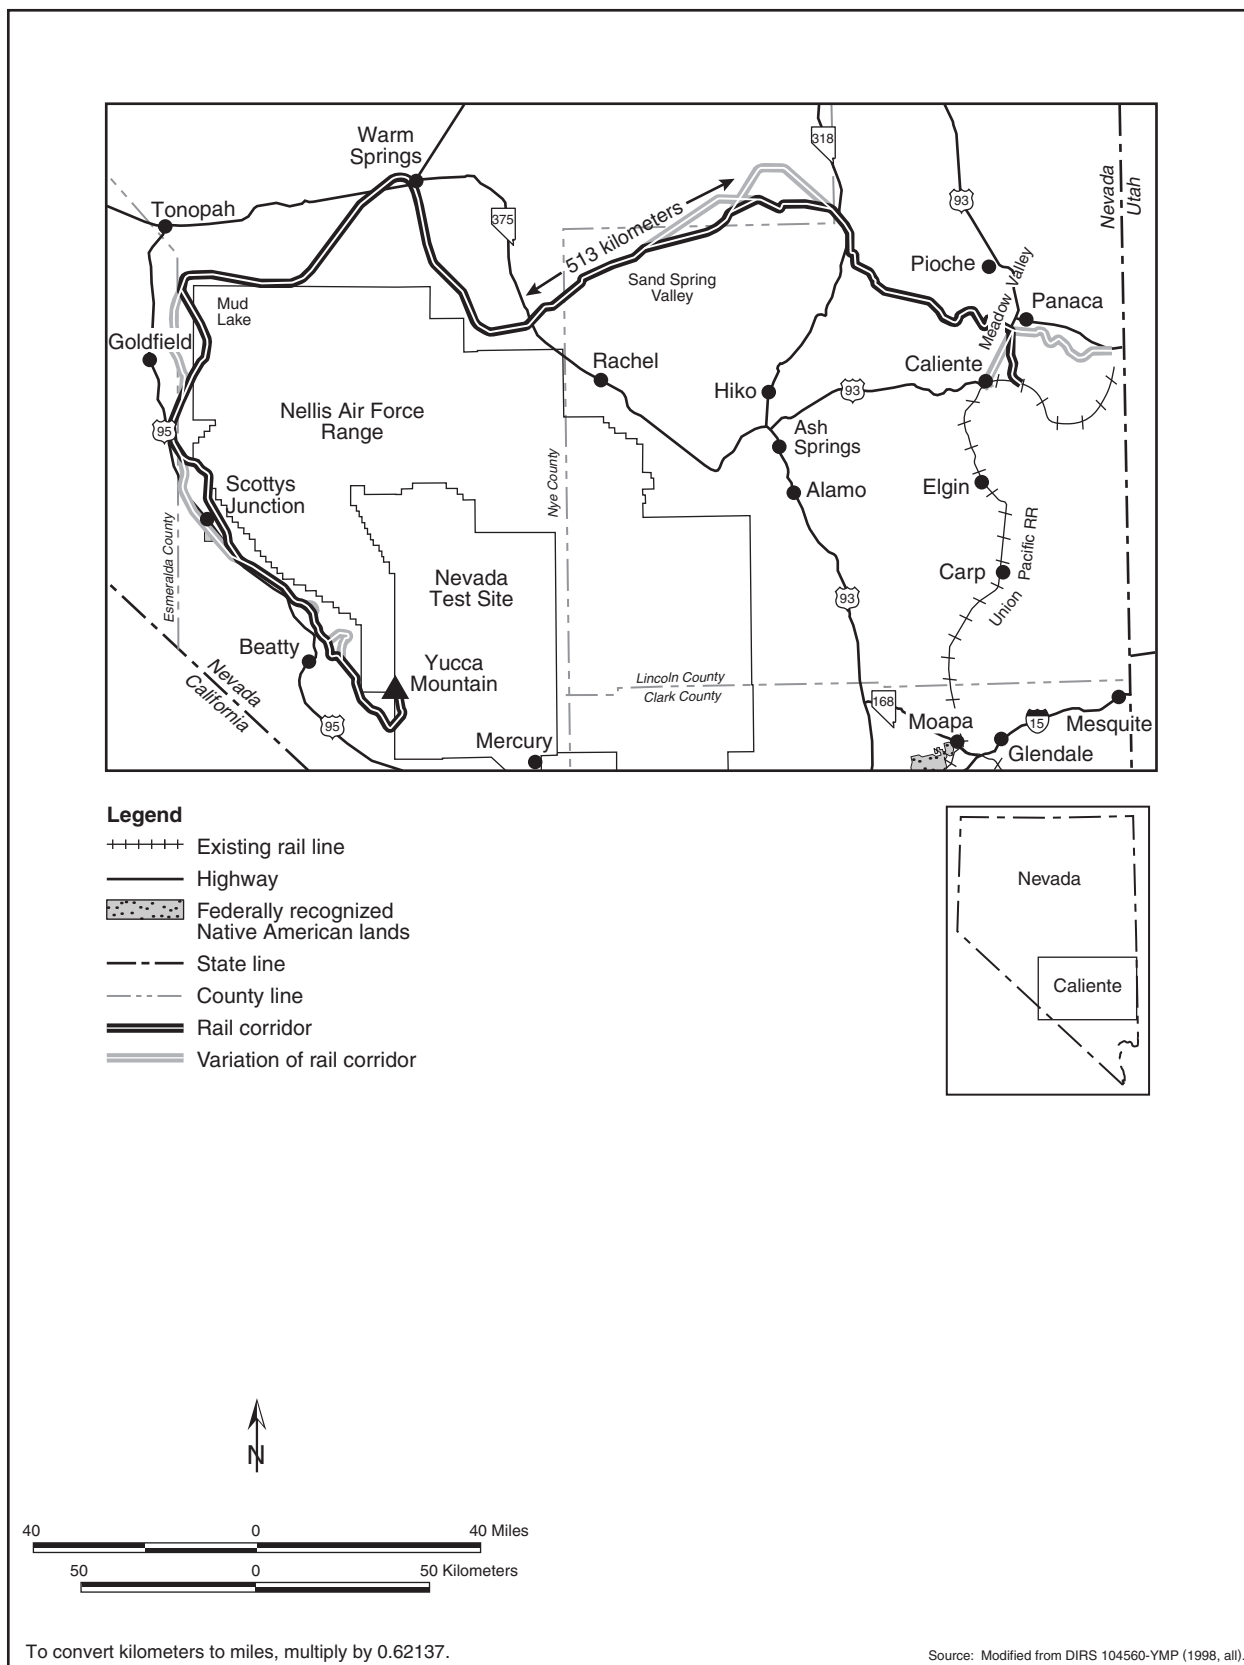 Warm
Springs
318
Tonopah
375
93
Nevada
Utah
513 kilometers
Pioche
Sand Spring
Valley
Meadow Valley
Panaca
Mud
Lake
Goldfield
Rachel
Caliente
Hiko
93
Nellis Air Force
Range
95
Ash
Springs
Scottys
Junction
Nye County
Alamo
Elgin
Esmeralda County
Nevada
Test Site
Carp
Union Pacific RR
93
Beatty
Nevada
California
Yucca
Mountain
Lincoln County
Clark County
168
95
Mercury
Moapa
15
Mesquite
Glendale
Legend
Existing rail line
Highway
Federally recognized
Native American lands
State line
County line
Rail corridor
Variation of rail corridor
Nevada
Caliente
N
40 0 40 Miles
50 0 50 Kilometers
To convert kilometers to miles, multiply by 0.62137.
Source: Modified from DIRS 104560-YMP (1998, all).